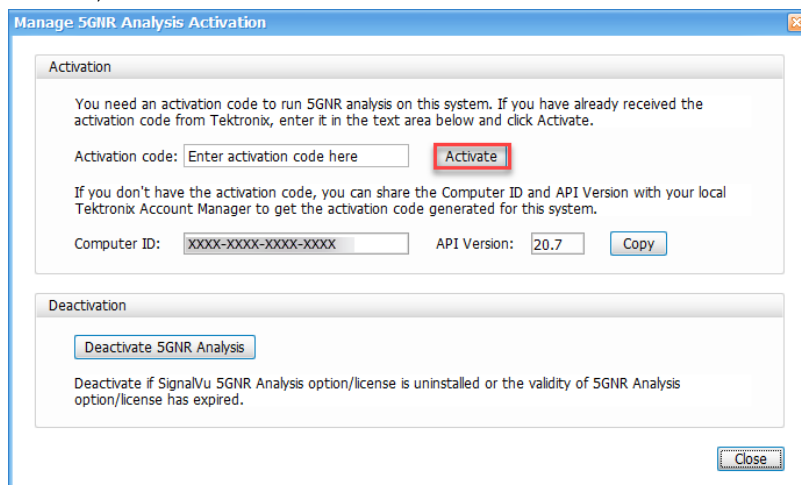 Manage 5GNR Analysis Activation
Activation
You need an activation code to run 5GNR analysis on this system. If you have already received the
activation code from Tektronix, enter it in the text area below and click Activate.
Activation code: Enter activation code here Activate
If you don't have the activation code, you can share the Computer ID and API Version with your local
Tektronix Account Manager to get the activation code generated for this system.
Computer ID: XXXX-XXXX-XXXX-XXXX API Version: 20.7 Copy
Deactivation
Deactivate 5GNR Analysis
Deactivate if SignalVu 5GNR Analysis option/license is uninstalled or the validity of 5GNR Analysis
option/license has expired.
Close